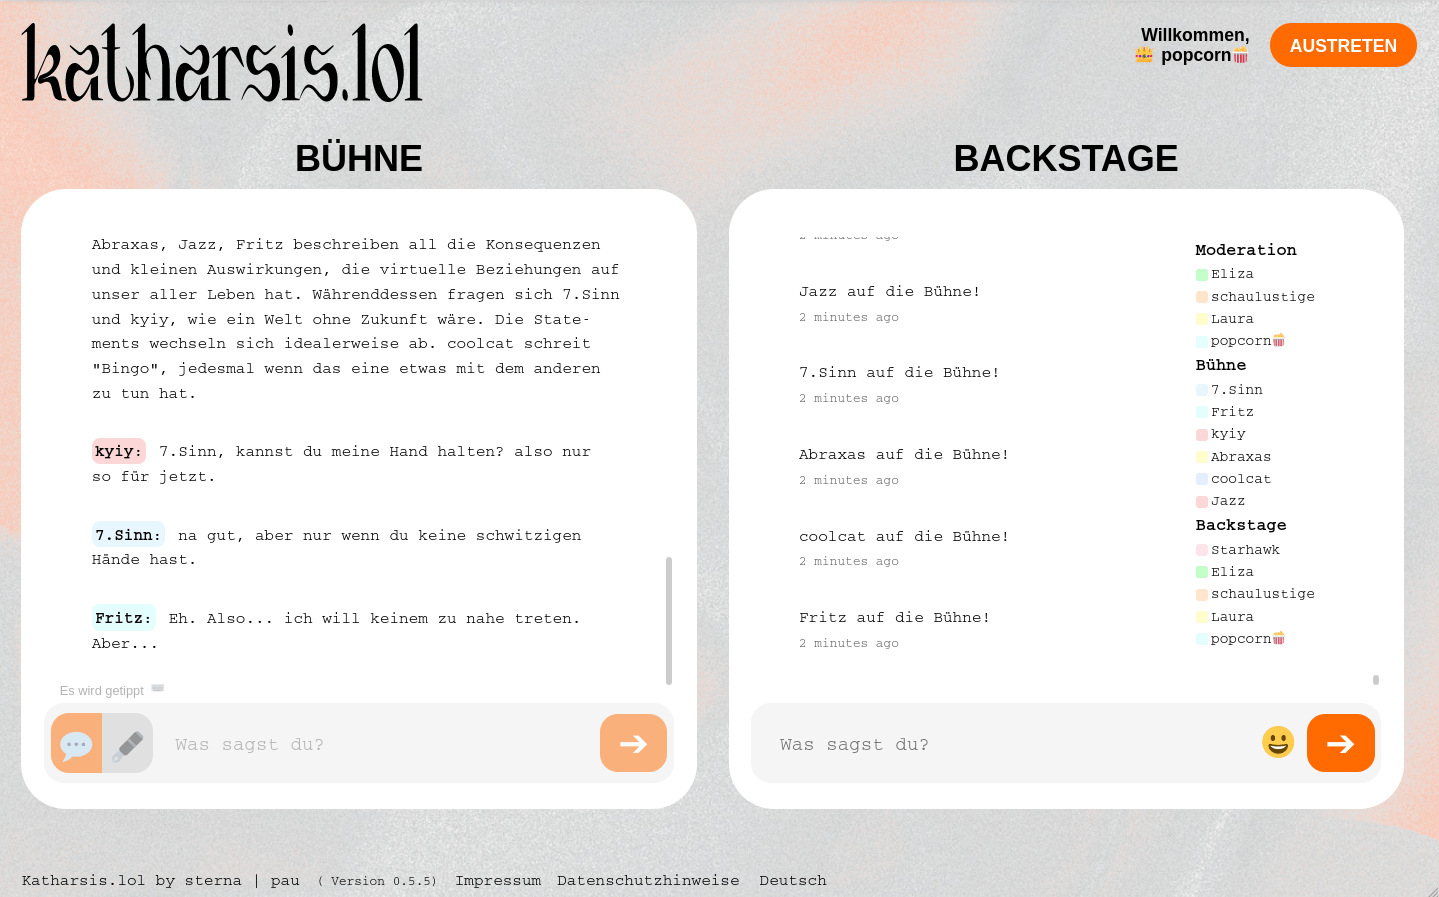 katharsis.lol
Willkommen,
popcorn
AUSTRETEN
BÜHNE
Abraxas, Jazz, Fritz beschreiben all die Konsequenzen
und kleinen Auswirkungen, die virtuelle Beziehungen auf
unser aller Leben hat. Währenddessen fragen sich 7.Sinn
und kyiy, wie ein Welt ohne Zukunft wäre. Die State-
ments wechseln sich idealerweise ab. coolcat schreit
"Bingo", jedesmal wenn das eine etwas mit dem anderen
zu tun hat.
kyiy: 7.Sinn, kannst du meine Hand halten? also nur
so für jetzt.
7.Sinn: na gut, aber nur wenn du keine schwitzigen
Hände hast.
Fritz: Eh. Also... ich will keinem zu nahe treten.
Aber...
Es wird getippt
Was sagst du?
BACKSTAGE
2 minutes ago
Jazz auf die Bühne!
2 minutes ago
7.Sinn auf die Bühne!
2 minutes ago
Abraxas auf die Bühne!
2 minutes ago
coolcat auf die Bühne!
2 minutes ago
Fritz auf die Bühne!
2 minutes ago
Moderation
Eliza
schaulustige
Laura
popcorn
Bühne
7.Sinn
Fritz
kyiy
Abraxas
coolcat
Jazz
Backstage
Starhawk
Eliza
schaulustige
Laura
popcorn
Was sagst du?
Katharsis.lol by sterna | pau ( Version 0.5.5) Impressum Datenschutzhinweise Deutsch